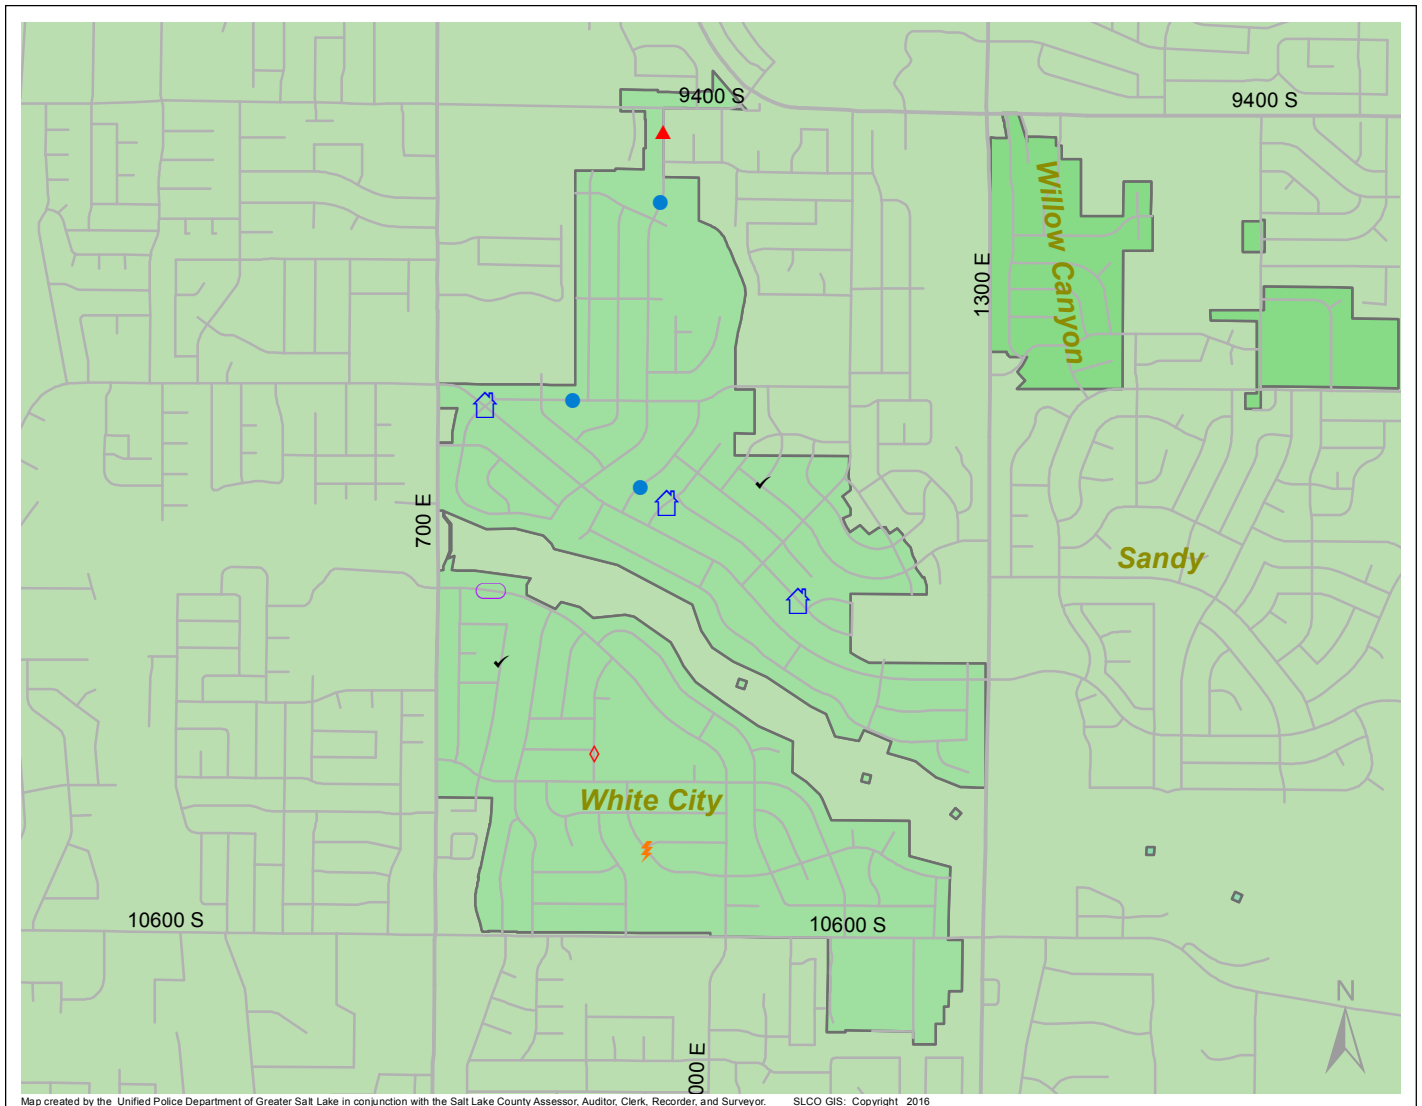 9400 S
9400 S
Willow Canyon
1300 E
700 E
Sandy
White City
10600 S
10600 S
000 E
N
Map created by the Unified Police Department of Greater Salt Lake in conjunction with the Salt Lake County Assessor, Auditor, Clerk, Recorder, and Surveyor. SLCO GIS: Copyright 2016